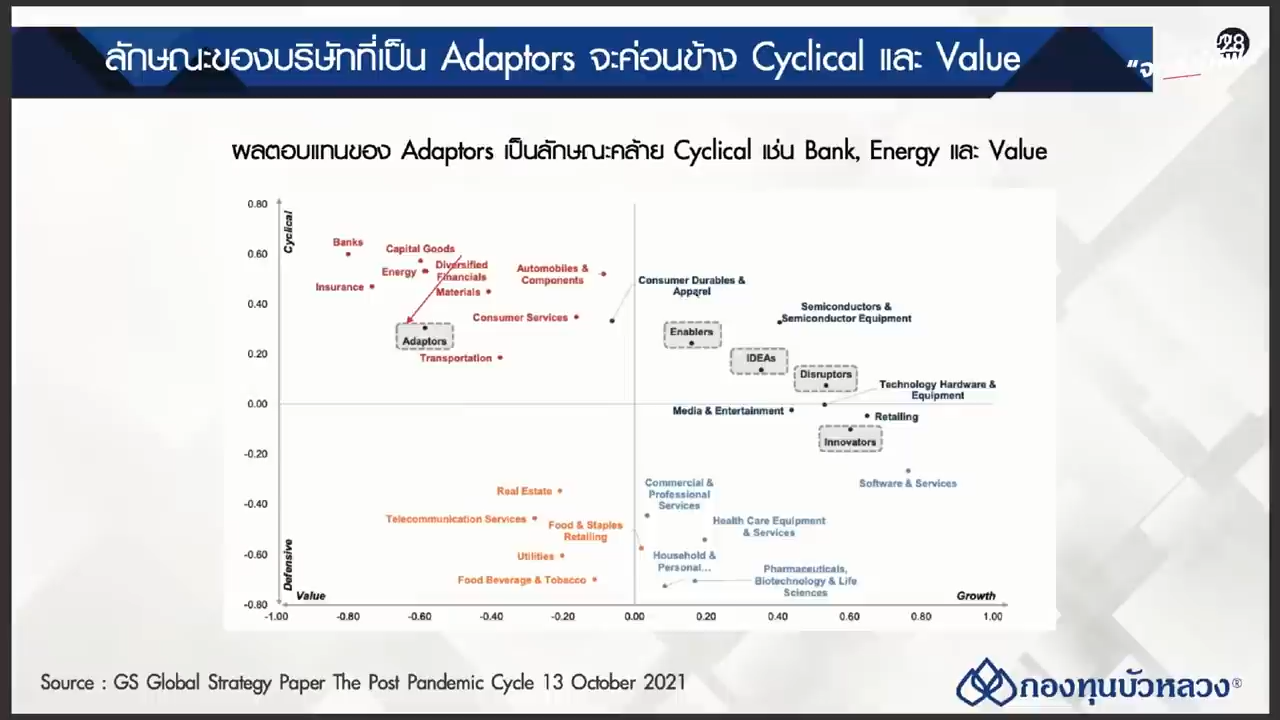 ลักษณะของบริษัทที่เป็น Adaptors จะค่อนข้าง Cyclical และ Value
28
"จ
ผลตอบแทนของ Adaptors เป็นลักษณะคล้าย Cyclical เช่น Bank, Energy และ Value
0.80
Cyclical
0.60
Banks
Capital Goods
Energy
Diversified
Financials
Automobiles &
Components
Insurance
Materials
Consumer Durables &
Apparel
0.40
Consumer Services
Semiconductors &
Semiconductor Equipment
Adaptors
Enablers
0.20
Transportation
IDEAs
Disruptors
Technology Hardware &
Equipment
0.00
Media & Entertainment
Retailing
Innovators
-0.20
Software & Services
Real Estate
Commercial &
Professional
Services
-0.40
Telecommunication Services
Food & Staples
Retailing
Health Care Equipment
& Services
-0.60
Utilities
Household &
Personal...
Food Beverage & Tobacco
Pharmaceuticals,
Biotechnology & Life
Sciences
Defensive
-0.80
Value
Growth
-1.00 -0.80 -0.60 -0.40 -0.20 0.00 0.20 0.40 0.60 0.80 1.00
Source : GS Global Strategy Paper The Post Pandemic Cycle 13 October 2021
กองทุนบัวหลวง®